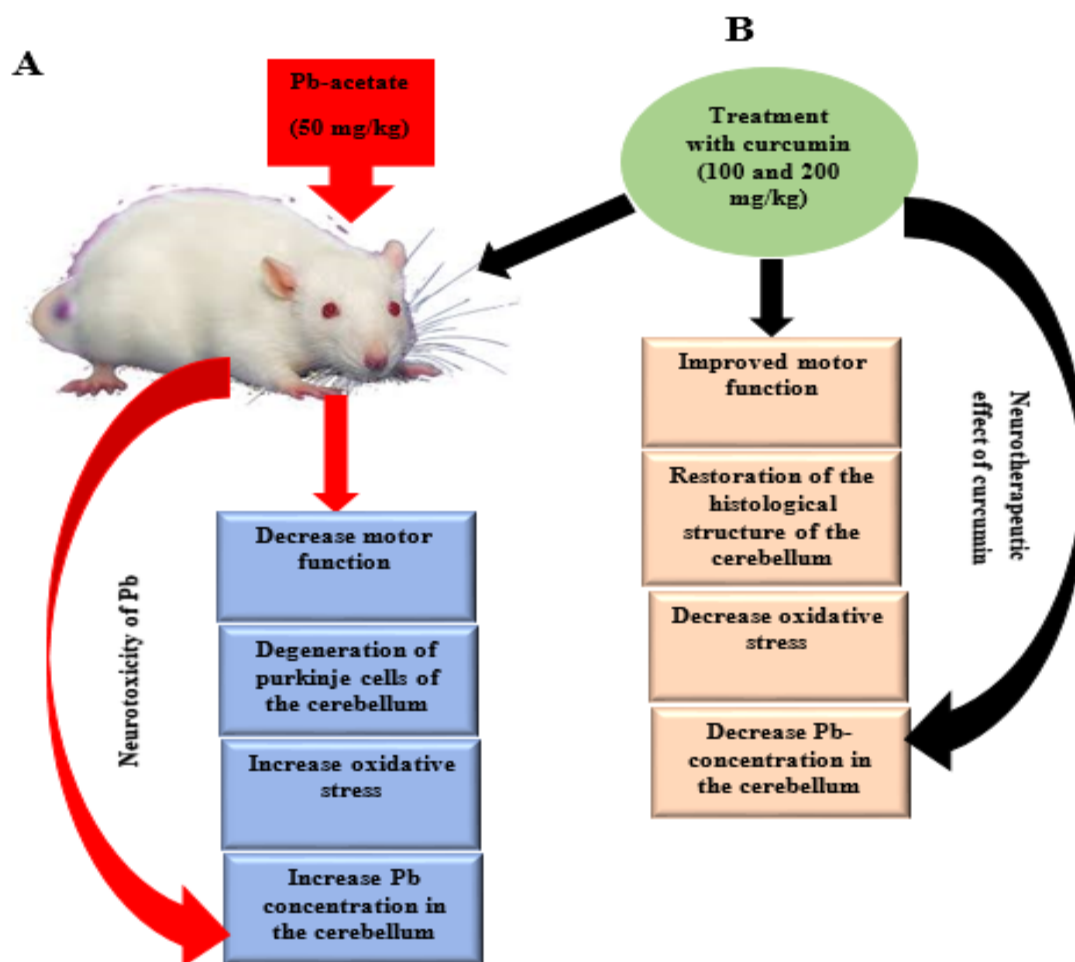 A
Pb-acetate
(50 mg/kg)
Neurotoxicity of Pb
Decrease motor
function
Degeneration of
purkinje cells of
the cerebellum
Increase oxidative
stress
Increase Pb
concentration in
the cerebellum
B
Treatment
with curcumin
(100 and 200
mg/kg)
Improved motor
function
Restoration of the
histological
structure of the
cerebellum
Decrease oxidative
stress
Decrease Pb-
concentration in
the cerebellum
Neurotherapeutic
effect of curcumin